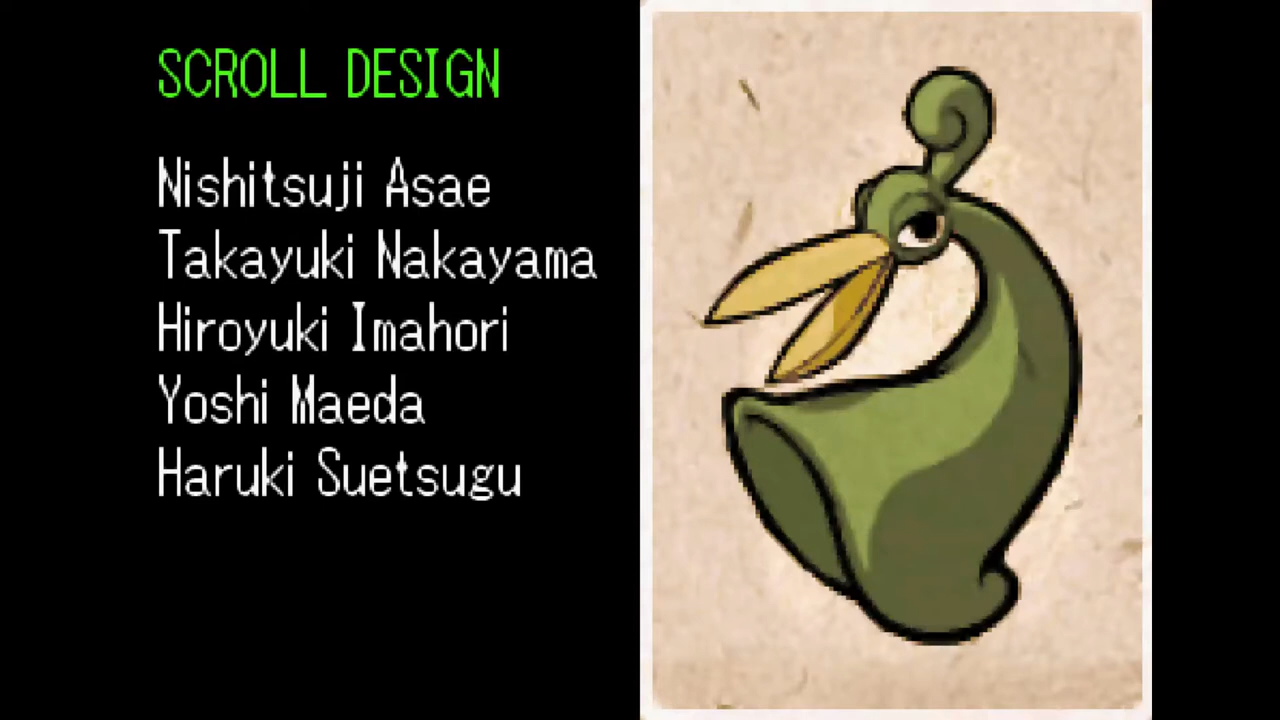 SCROLL DESIGN
Nishitsuji Asae
Takayuki Nakayama
Hiroyuki Imahori
Yoshi Maeda
Haruki Suetsugu